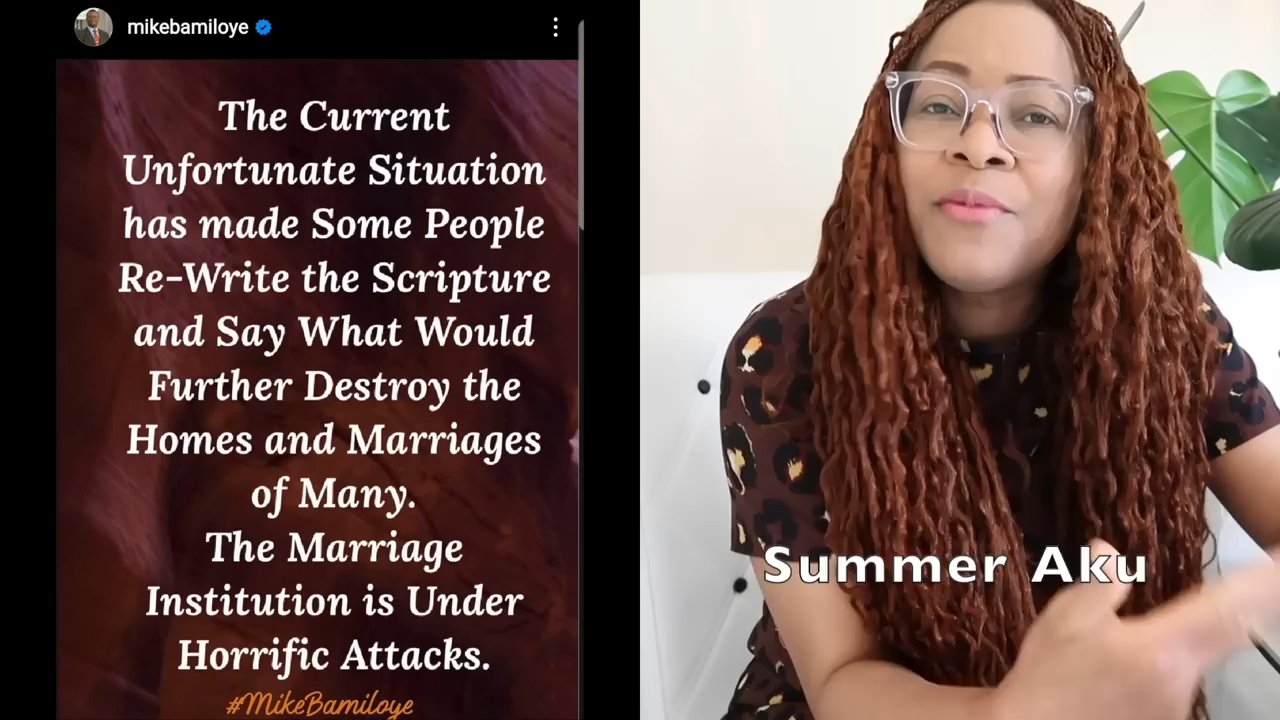 mikebamiloye
The Current
Unfortunate Situation
has made Some People
Re-Write the Scripture
and Say What Would
Further Destroy the
Homes and Marriages
of Many.
The Marriage
Institution is Under
Horrific Attacks.
#MikeBamiloye
Summer Aku